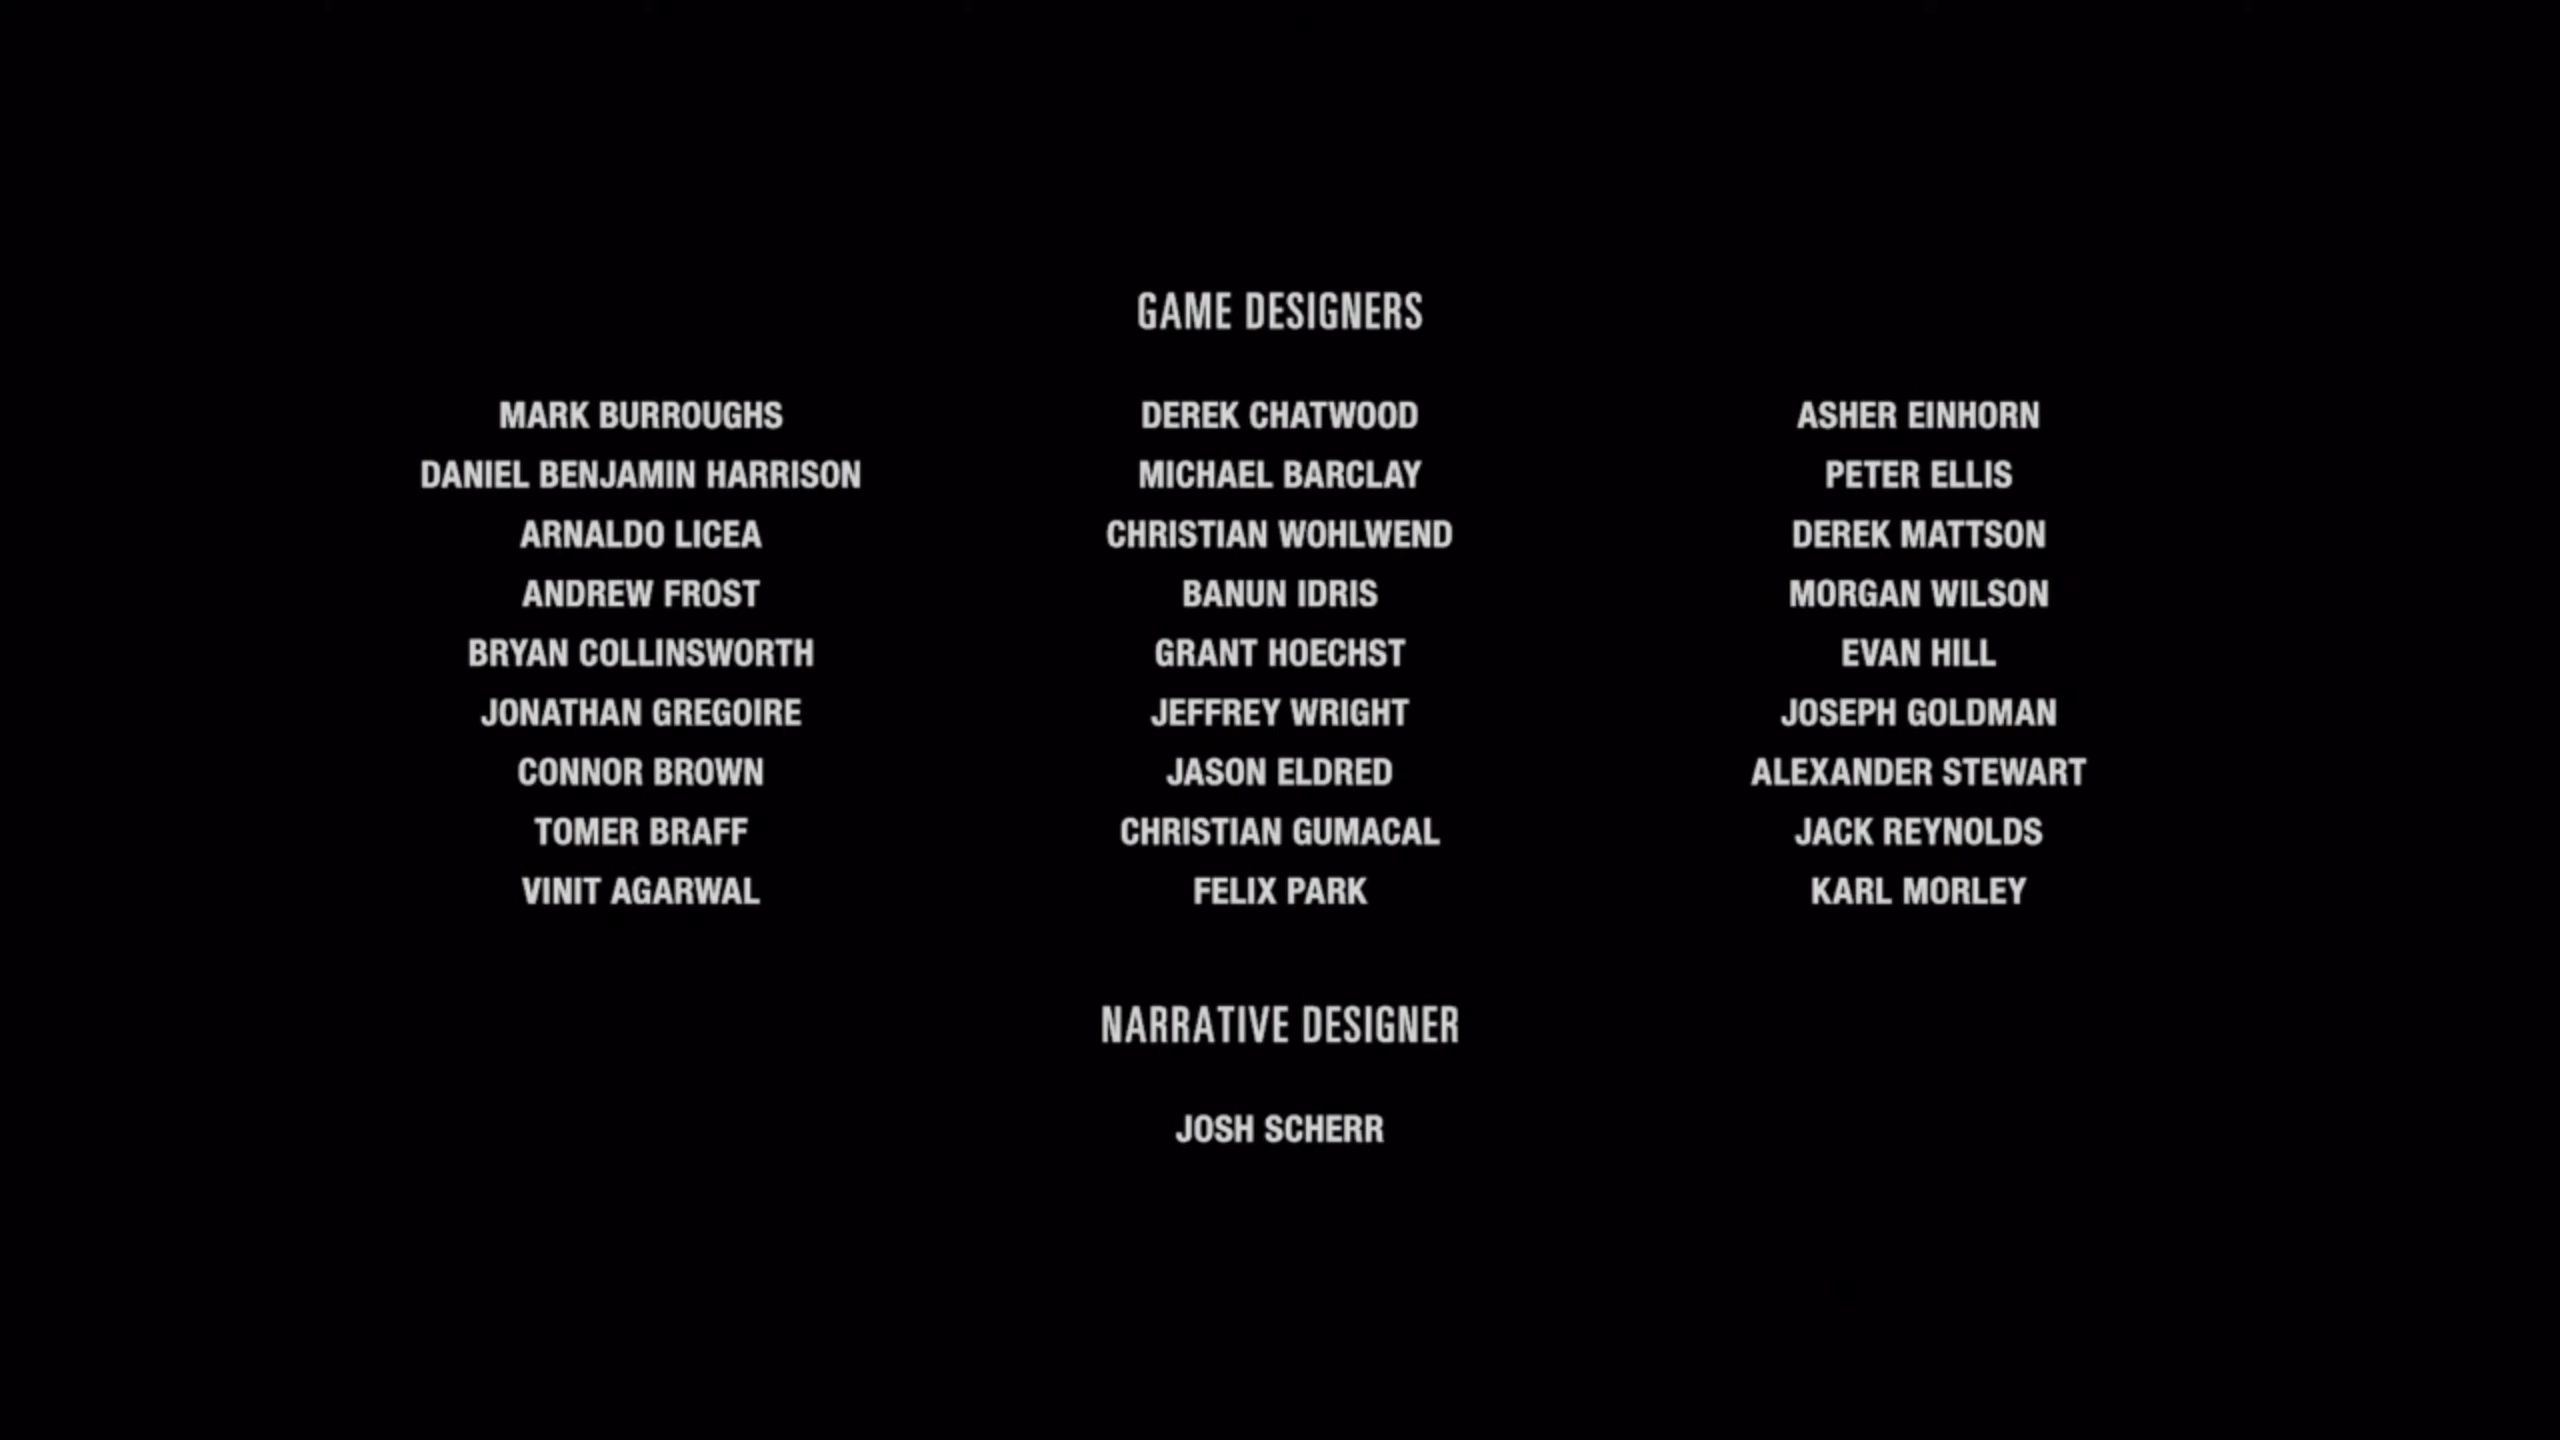 GAME DESIGNERS
MARK BURROUGHS DEREK CHATWOOD ASHER EINHORN
DANIEL BENJAMIN HARRISON MICHAEL BARCLAY PETER ELLIS
ARNALDO LICEA CHRISTIAN WOHLWEND DEREK MATTSON
ANDREW FROST BANUN IDRIS MORGAN WILSON
BRYAN COLLINSWORTH GRANT HOECHST EVAN HILL
JONATHAN GREGOIRE JEFFREY WRIGHT JOSEPH GOLDMAN
CONNOR BROWN JASON ELDRED ALEXANDER STEWART
TOMER BRAFF CHRISTIAN GUMACAL JACK REYNOLDS
VINIT AGARWAL FELIX PARK KARL MORLEY
NARRATIVE DESIGNER
JOSH SCHERR